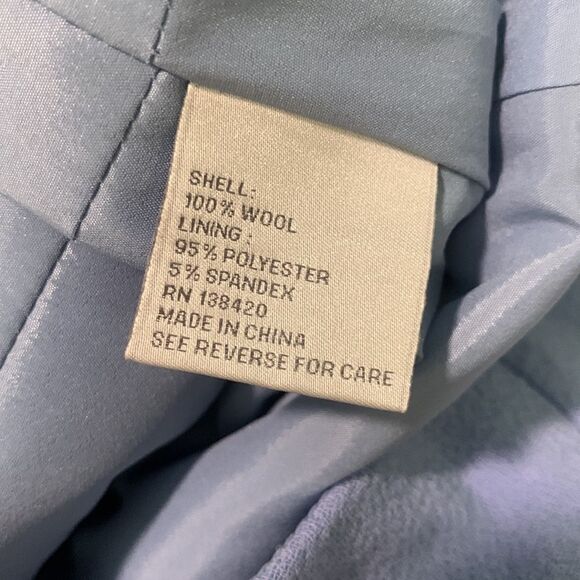 SHELL:
100% WOOL
LINING :
95% POLYESTER
5% SPANDEX
RN 138420
MADE IN CHINA
SEE REVERSE FOR CARE